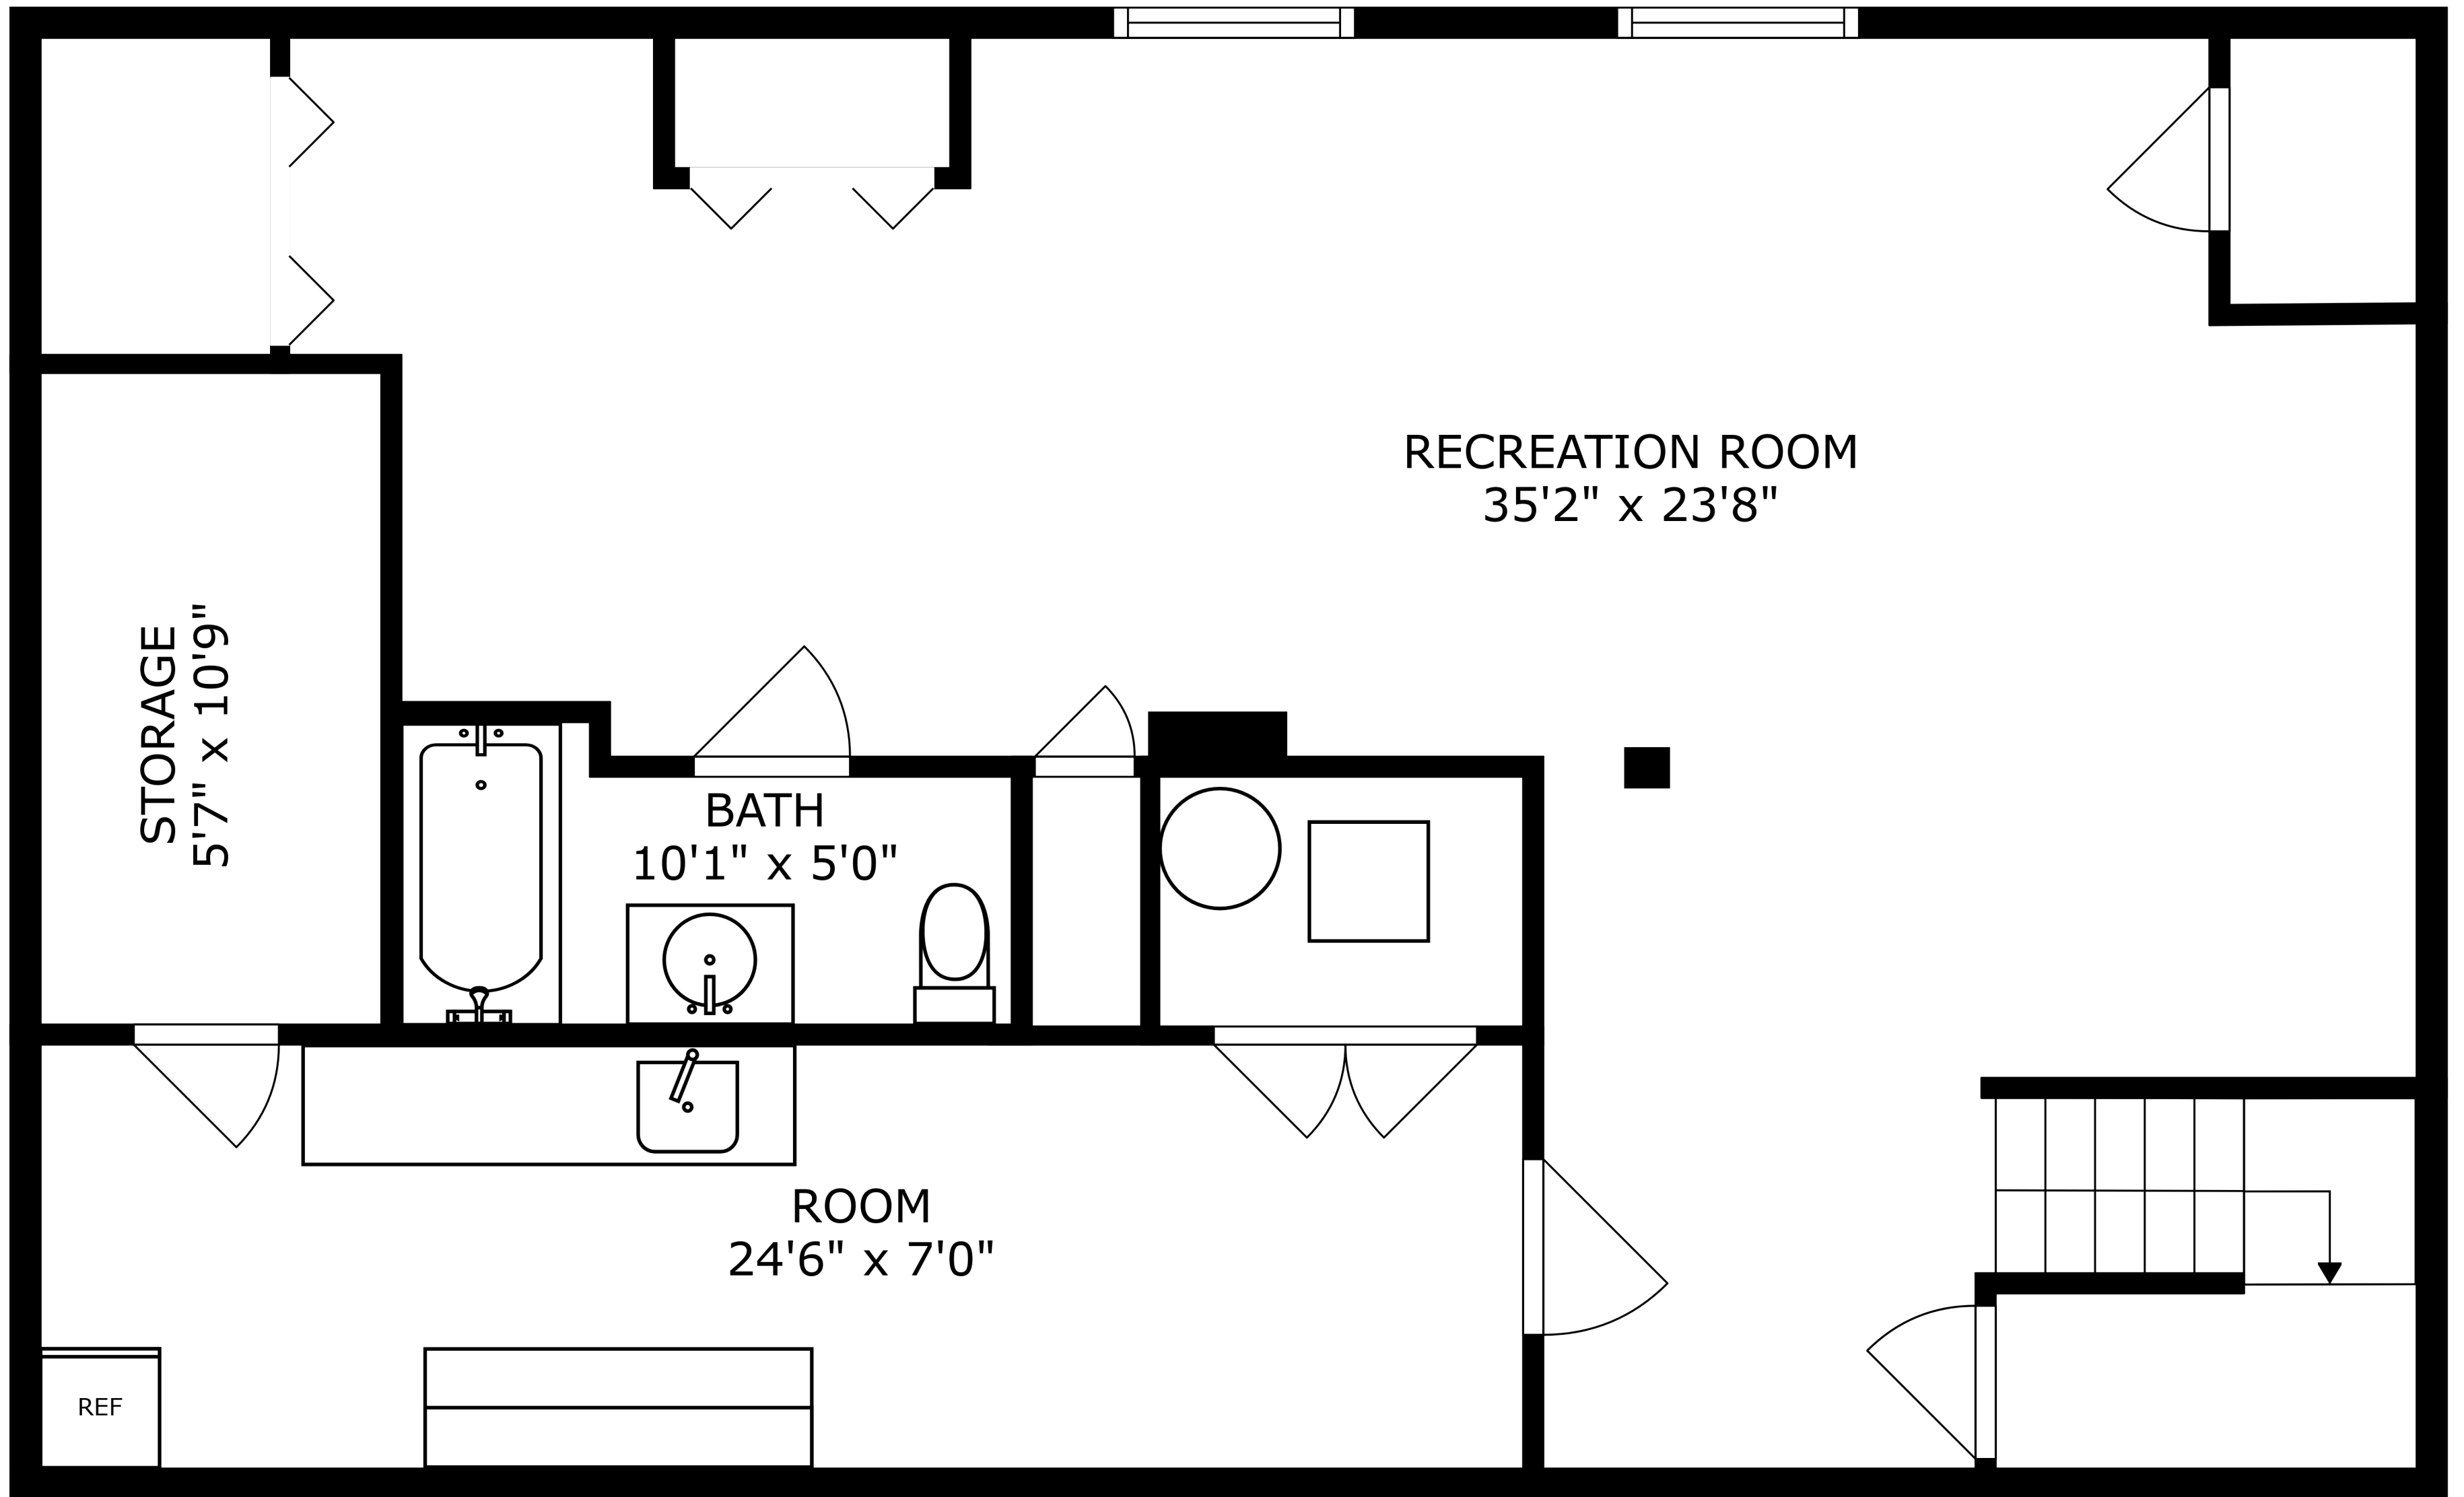 RECREATION ROOM
35'2" x 23'8"
STORAGE
5'7" x 10'9"
BATH
10'1" x 5'0"
ROOM
24'6" x 7'0"
REF